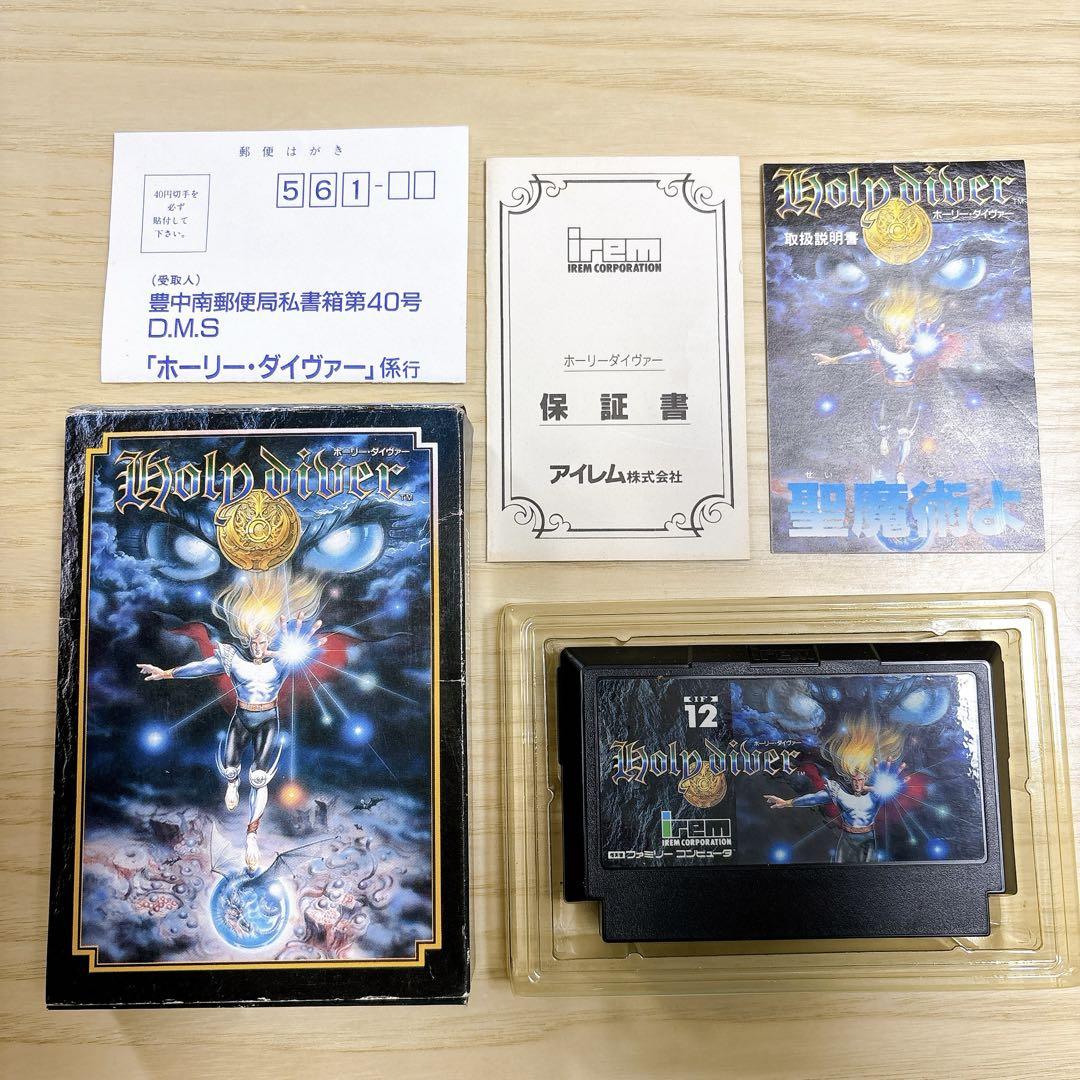 郵便はがき
40円切手を
必ず
貼付して
下さい。
561-
(受取人)
豊中南郵便局私書箱第40号
D.M.S
「ホーリー・ダイヴァー」係行
irem
IREM CORPORATION
ホーリーダイヴァー
保証書
アイレム株式会社
Holy diver™
ホーリー・ダイヴァー
取扱説明書
聖魔術よ
ホーリー・ダイヴァー
Holy diver™
IREM
IF
12
ホーリー・ダイヴァー
Holy diver™
irem
IREM CORPORATION
ファミリー コンピュータ